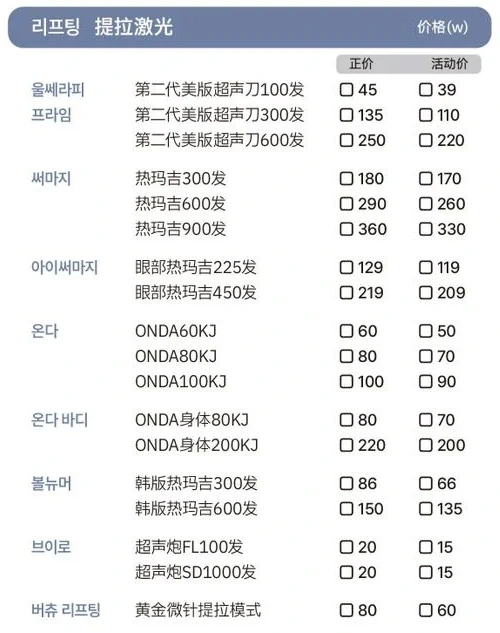 리프팅 提拉激光 价格(w)
正价 活动价
울쎄라피 第二代美版超声刀100发 45 39
프라임 第二代美版超声刀300发 135 110
第二代美版超声刀600发 250 220
써마지 热玛吉300发 180 170
热玛吉600发 290 260
热玛吉900发 360 330
아이써마지 眼部热玛吉225发 129 119
眼部热玛吉450发 219 209
온다 ONDA60KJ 60 50
ONDA80KJ 80 70
ONDA100KJ 100 90
온다 바디 ONDA身体80KJ 80 70
ONDA身体200KJ 220 200
볼뉴머 韩版热玛吉300发 86 66
韩版热玛吉600发 150 135
브이로 超声炮FL100发 20 15
超声炮SD1000发 20 15
버츄 리프팅 黄金微针提拉模式 80 60